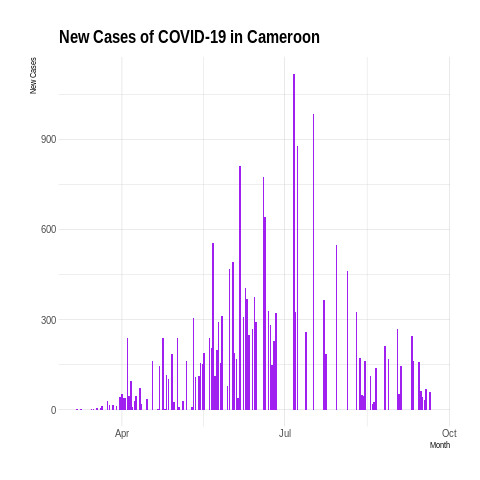 New Cases of COVID-19 in Cameroon
New Cases
900
600
300
0
Apr
Jul
Oct
Month